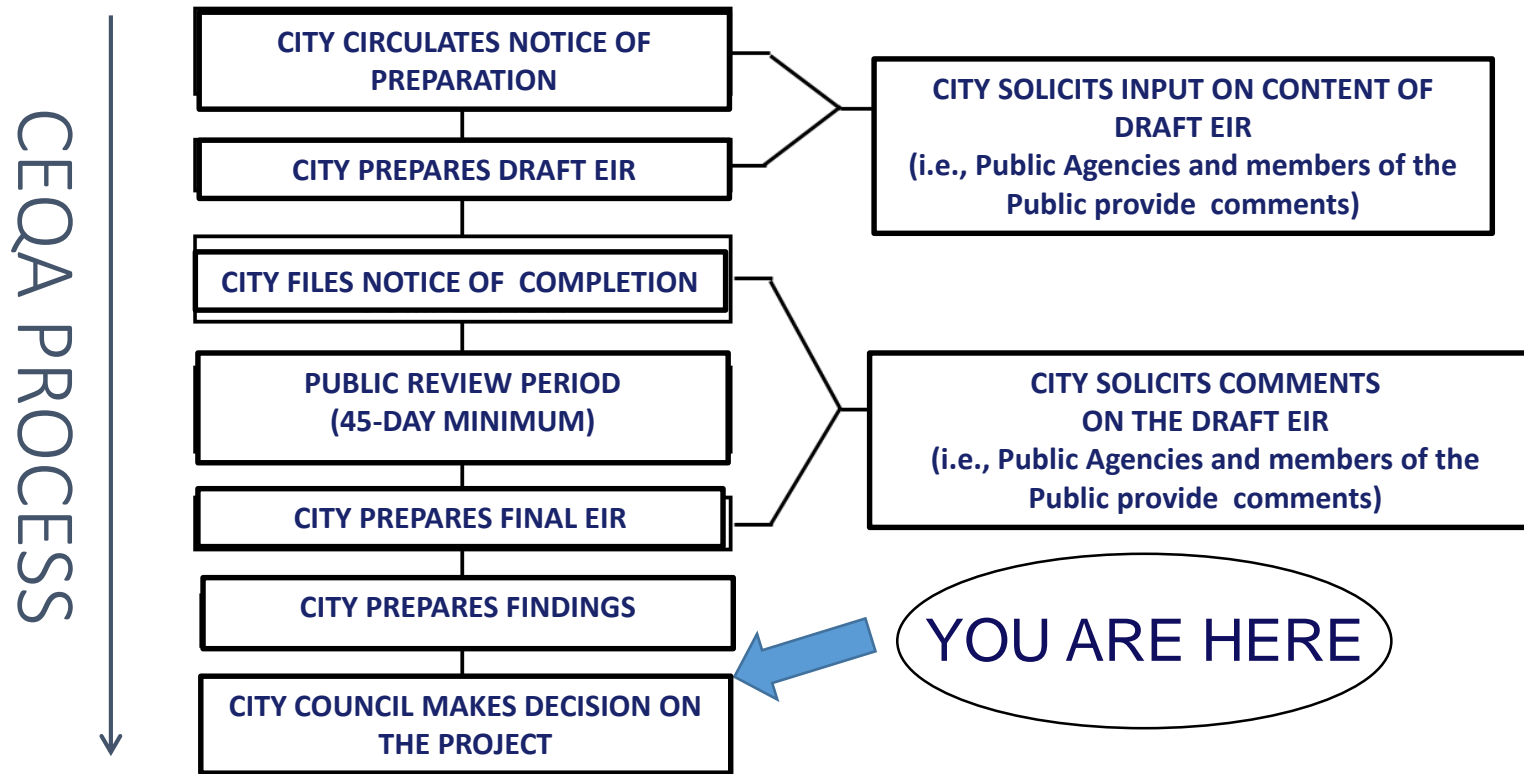 CEQA PROCESS
CITY CIRCULATES NOTICE OF
PREPARATION
CITY PREPARES DRAFT EIR
CITY SOLICITS INPUT ON CONTENT OF
DRAFT EIR
(i.e., Public Agencies and members of the
Public provide comments)
CITY FILES NOTICE OF COMPLETION
PUBLIC REVIEW PERIOD
(45-DAY MINIMUM)
CITY PREPARES FINAL EIR
CITY SOLICITS COMMENTS
ON THE DRAFT EIR
(i.e., Public Agencies and members of the
Public provide comments)
CITY PREPARES FINDINGS
YOU ARE HERE
CITY COUNCIL MAKES DECISION ON
THE PROJECT